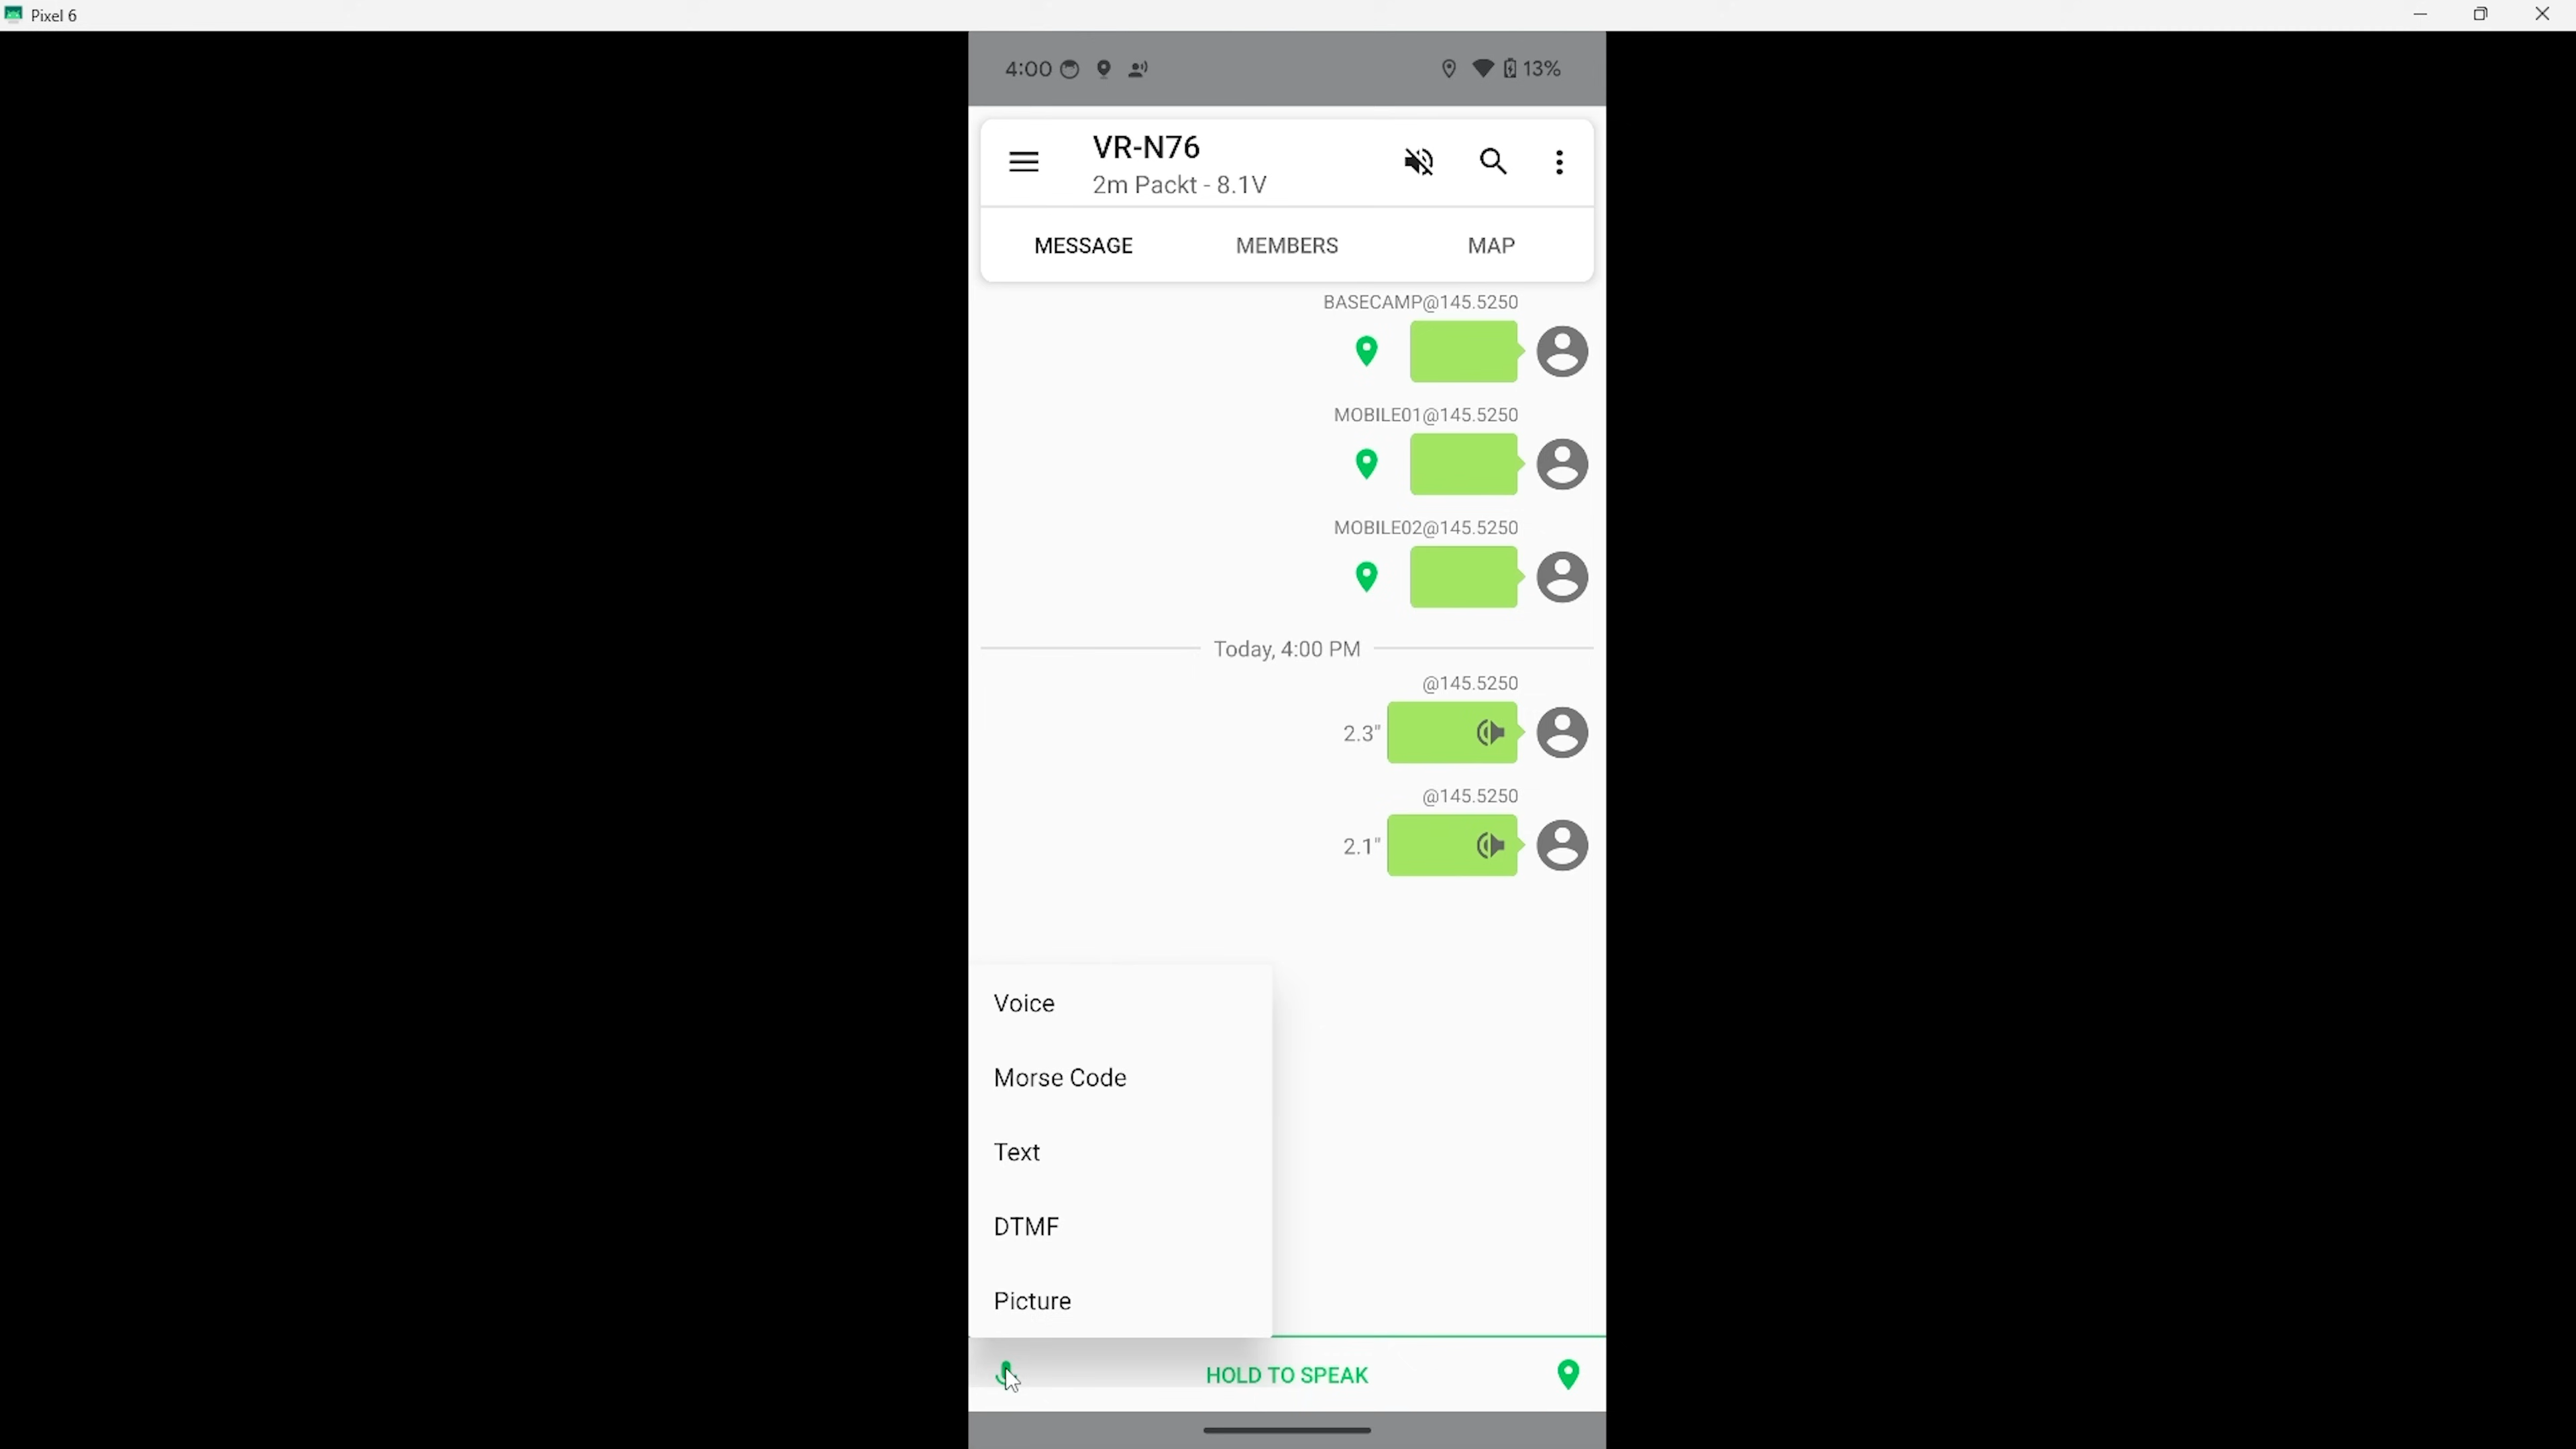 Pixel 6
4:00
13%
VR-N76
2m Packt - 8.1V
MESSAGE
MEMBERS
MAP
BASECAMP@145.5250
MOBILE01@145.5250
MOBILE02@145.5250
Today, 4:00 PM
@145.5250
2.3"
@145.5250
2.1"
Voice
Morse Code
Text
DTMF
Picture
HOLD TO SPEAK